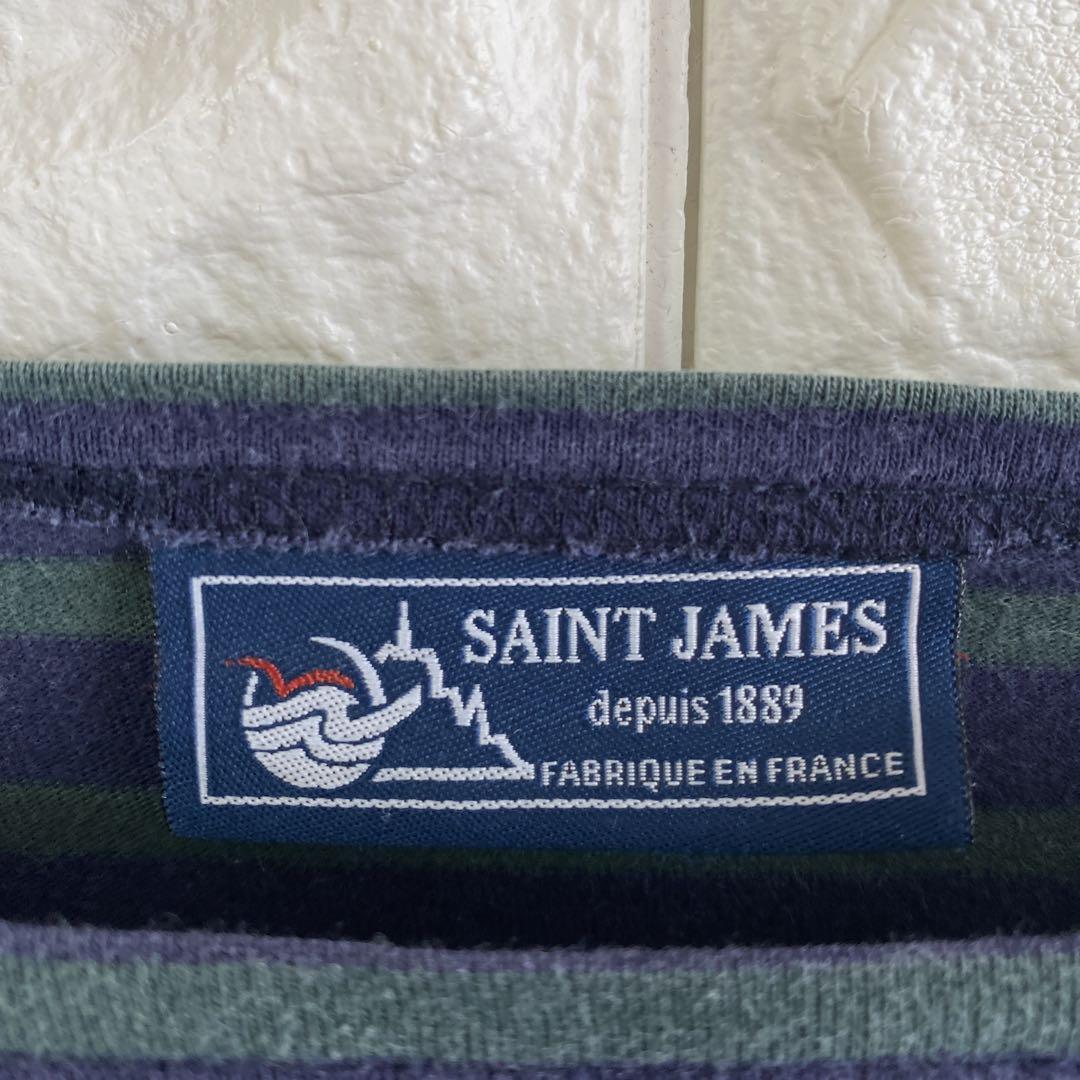 SAINT JAMES
depuis 1889
FABRIQUE EN FRANCE